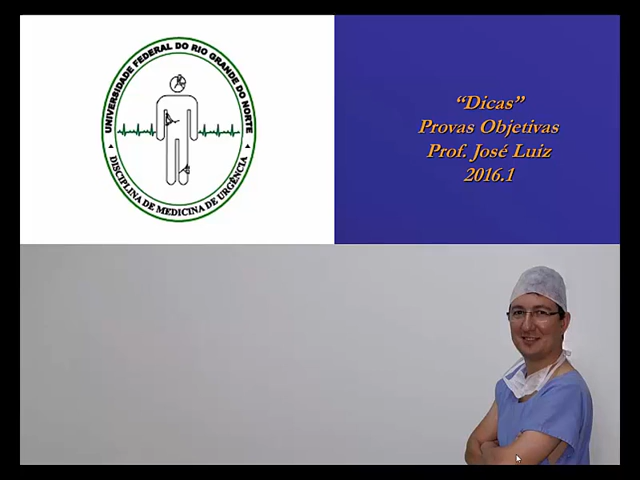 UNIVERSIDADE FEDERAL DO RIO GRANDE DO NORTE
DISCIPLINA DE MEDICINA DE URGÊNCIA
“Dicas”
Provas Objetivas
Prof. José Luiz
2016.1